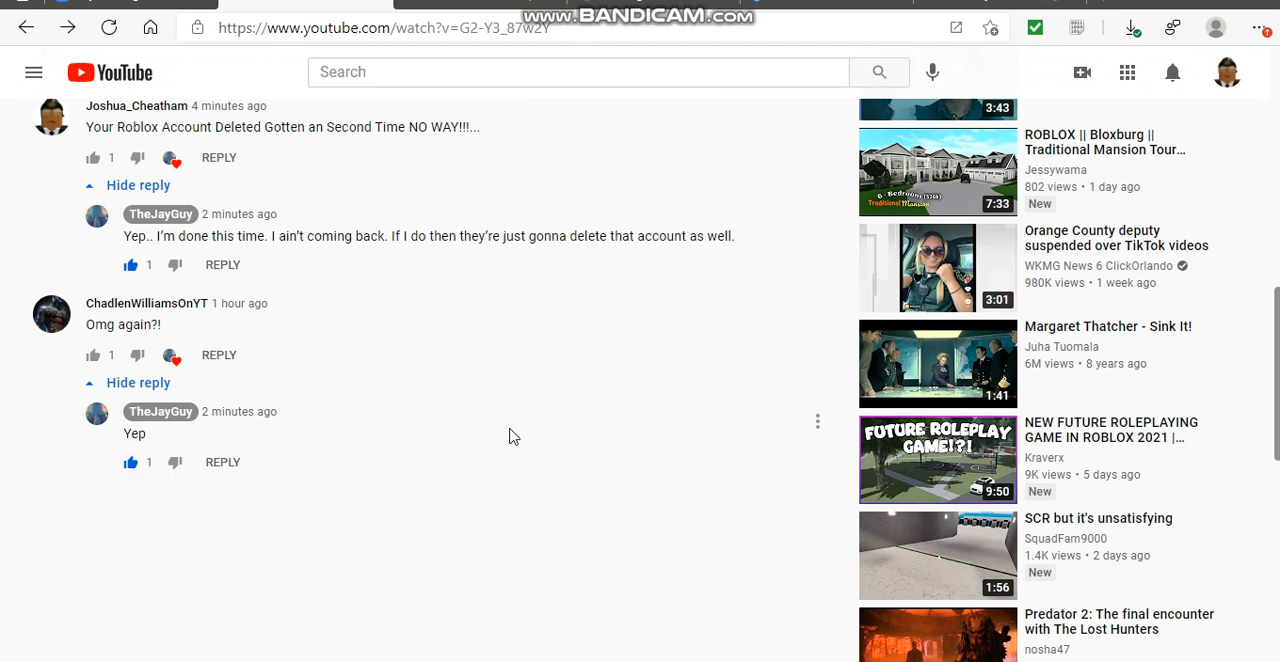 www.BANDICAM.com
https://www.youtube.com/watch?v=G2-Y3_87w2Y
YouTube
Search
Joshua_Cheatham 4 minutes ago
Your Roblox Account Deleted Gotten an Second Time NO WAY!!!...
1 REPLY
Hide reply
TheJayGuy 2 minutes ago
Yep.. I’m done this time. I ain’t coming back. If I do then they’re just gonna delete that account as well.
1 REPLY
ChadlenWilliamsOnYT 1 hour ago
Omg again?!
1 REPLY
Hide reply
TheJayGuy 2 minutes ago
Yep
1 REPLY
3:43
6 - Bedroom ($26k)
Traditional Mansion
7:33
ROBLOX || Bloxburg ||
Traditional Mansion Tour...
Jessywama
802 views • 1 day ago
New
3:01
Orange County deputy
suspended over TikTok videos
WKMG News 6 ClickOrlando
980K views • 1 week ago
1:41
Margaret Thatcher - Sink It!
Juha Tuomala
6M views • 8 years ago
FUTURE ROLEPLAY
GAME!?!
9:50
NEW FUTURE ROLEPLAYING
GAME IN ROBLOX 2021 |...
Kraverx
9K views • 5 days ago
New
1:56
SCR but it's unsatisfying
SquadFam9000
1.4K views • 2 days ago
New
Predator 2: The final encounter
with The Lost Hunters
nosha47